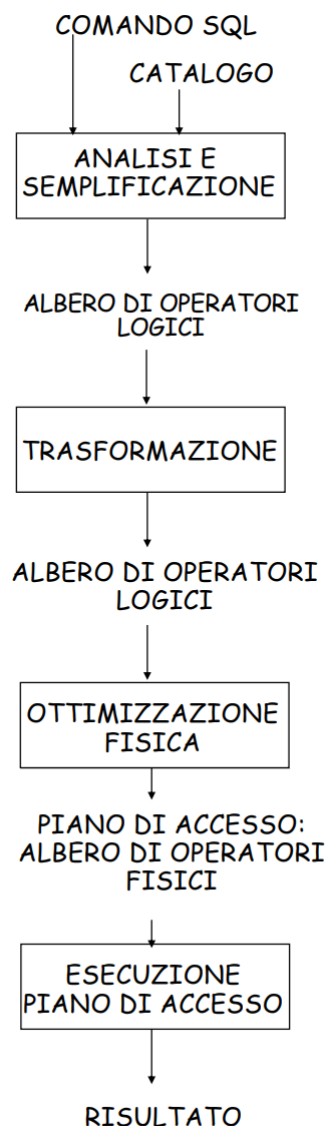 COMANDO SQL
CATALOGO
ANALISI E
SEMPLIFICAZIONE
ALBERO DI OPERATORI
LOGICI
TRASFORMAZIONE
ALBERO DI OPERATORI
LOGICI
OTTIMIZZAZIONE
FISICA
PIANO DI ACCESSO:
ALBERO DI OPERATORI
FISICI
ESECUZIONE
PIANO DI ACCESSO
RISULTATO